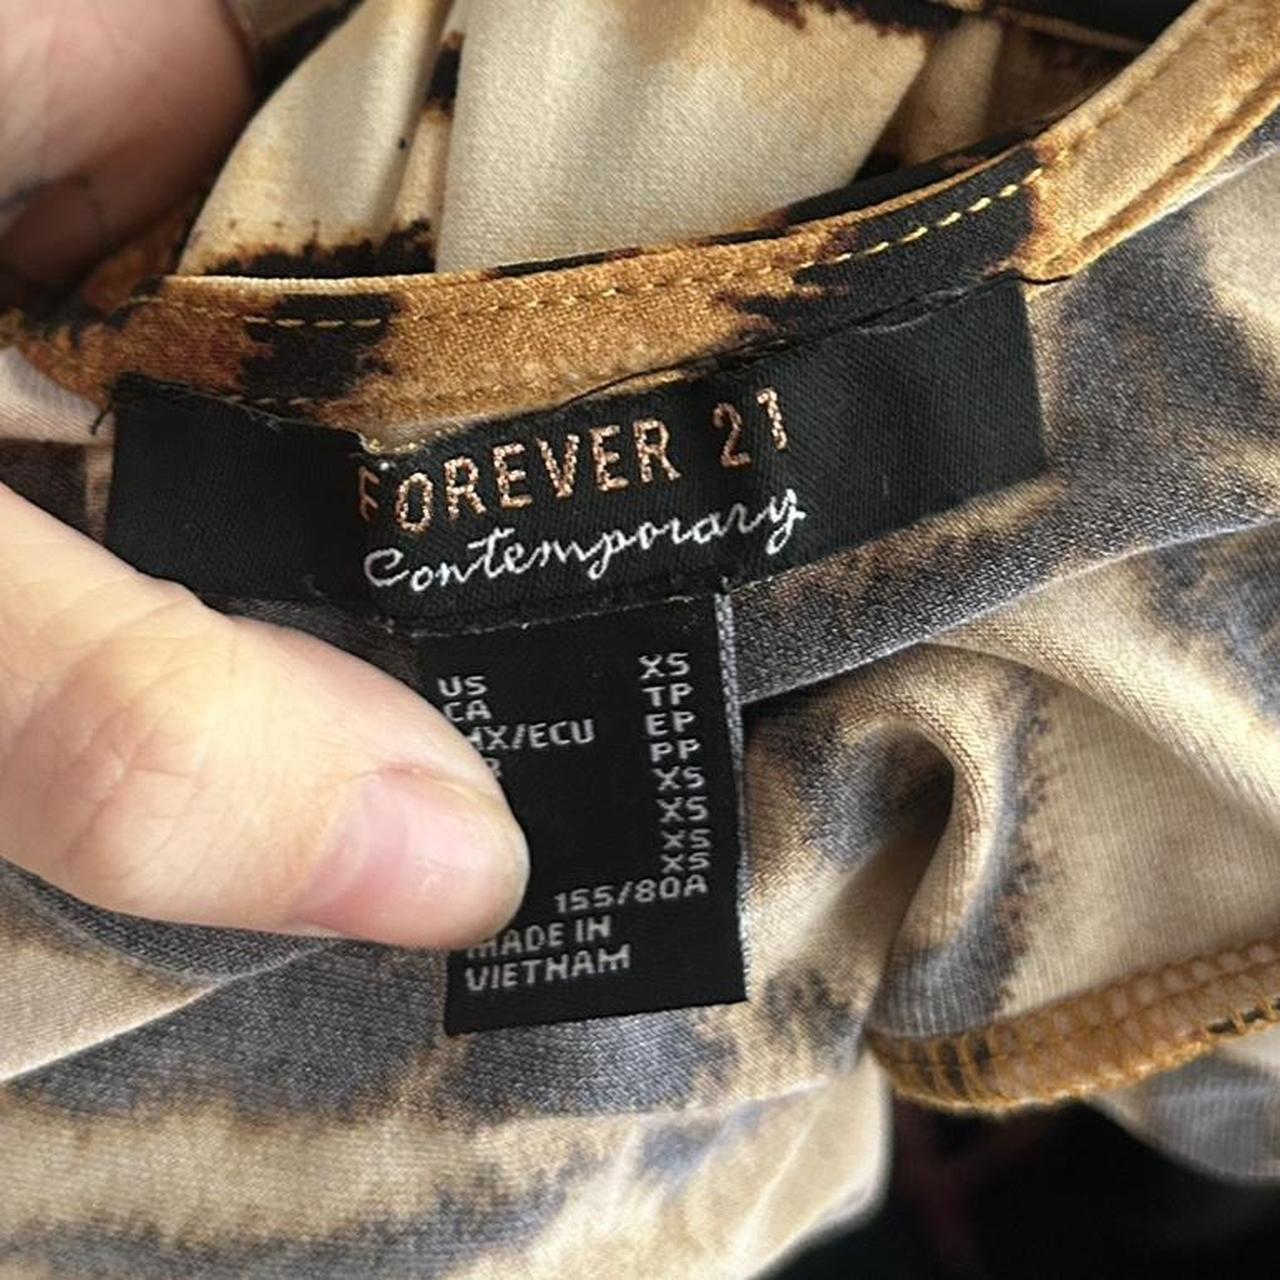 FOREVER 21
Contemporary
US XS
CA TP
MX/ECU EP
PP
XS
XS
XS
XS
155/80A
MADE IN
VIETNAM